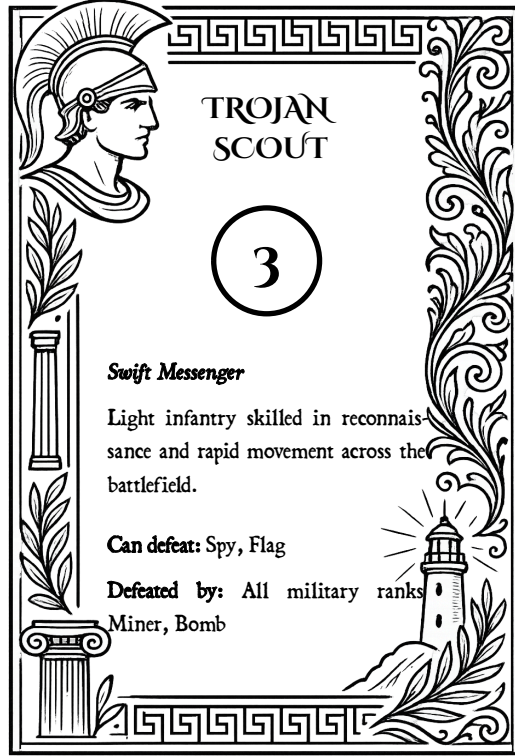 TROJAN
SCOUT
3
Swift Messenger
Light infantry skilled in reconnais-
sance and rapid movement across the
battlefield.
Can defeat: Spy, Flag
Defeated by: All military ranks
Miner, Bomb